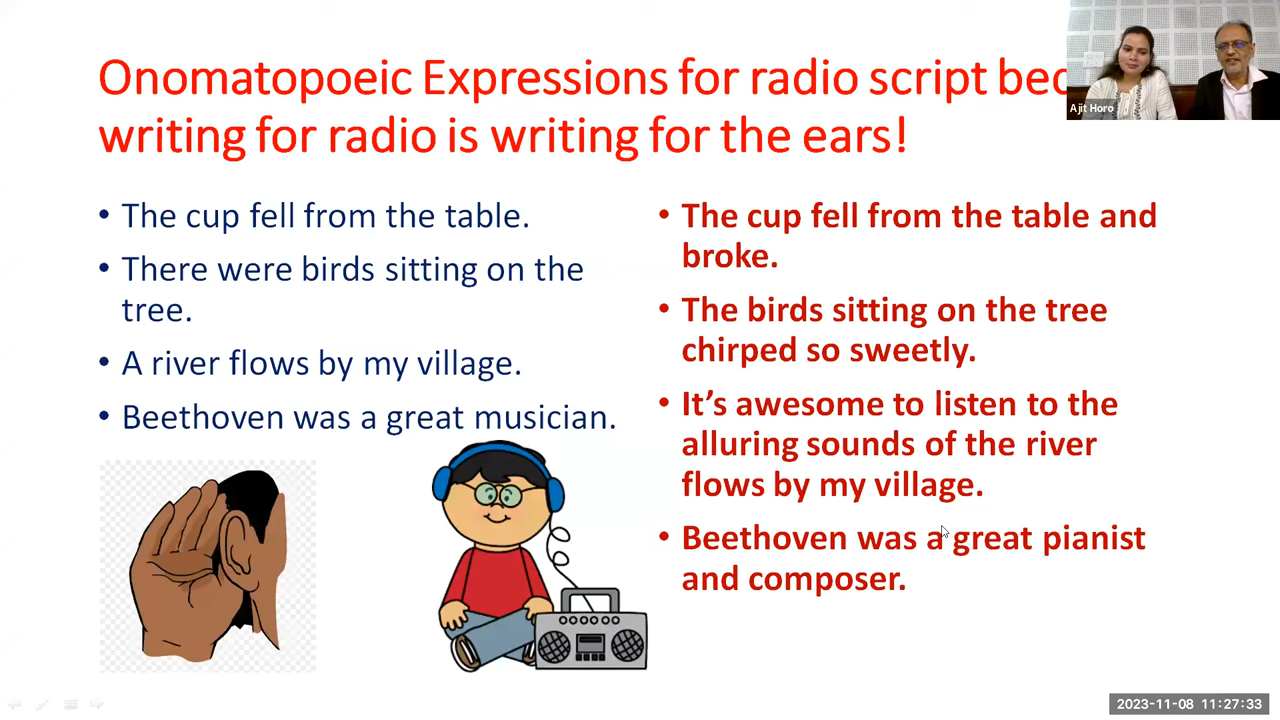 Onomatopoeic Expressions for radio script
writing for radio is writing for the ears!
Ajit Horo
• The cup fell from the table.
• There were birds sitting on the
tree.
• A river flows by my village.
• Beethoven was a great musician.
• The cup fell from the table and
broke.
• The birds sitting on the tree
chirped so sweetly.
• It’s awesome to listen to the
alluring sounds of the river
flows by my village.
• Beethoven was a great pianist
and composer.
2023-11-08 11:27:33